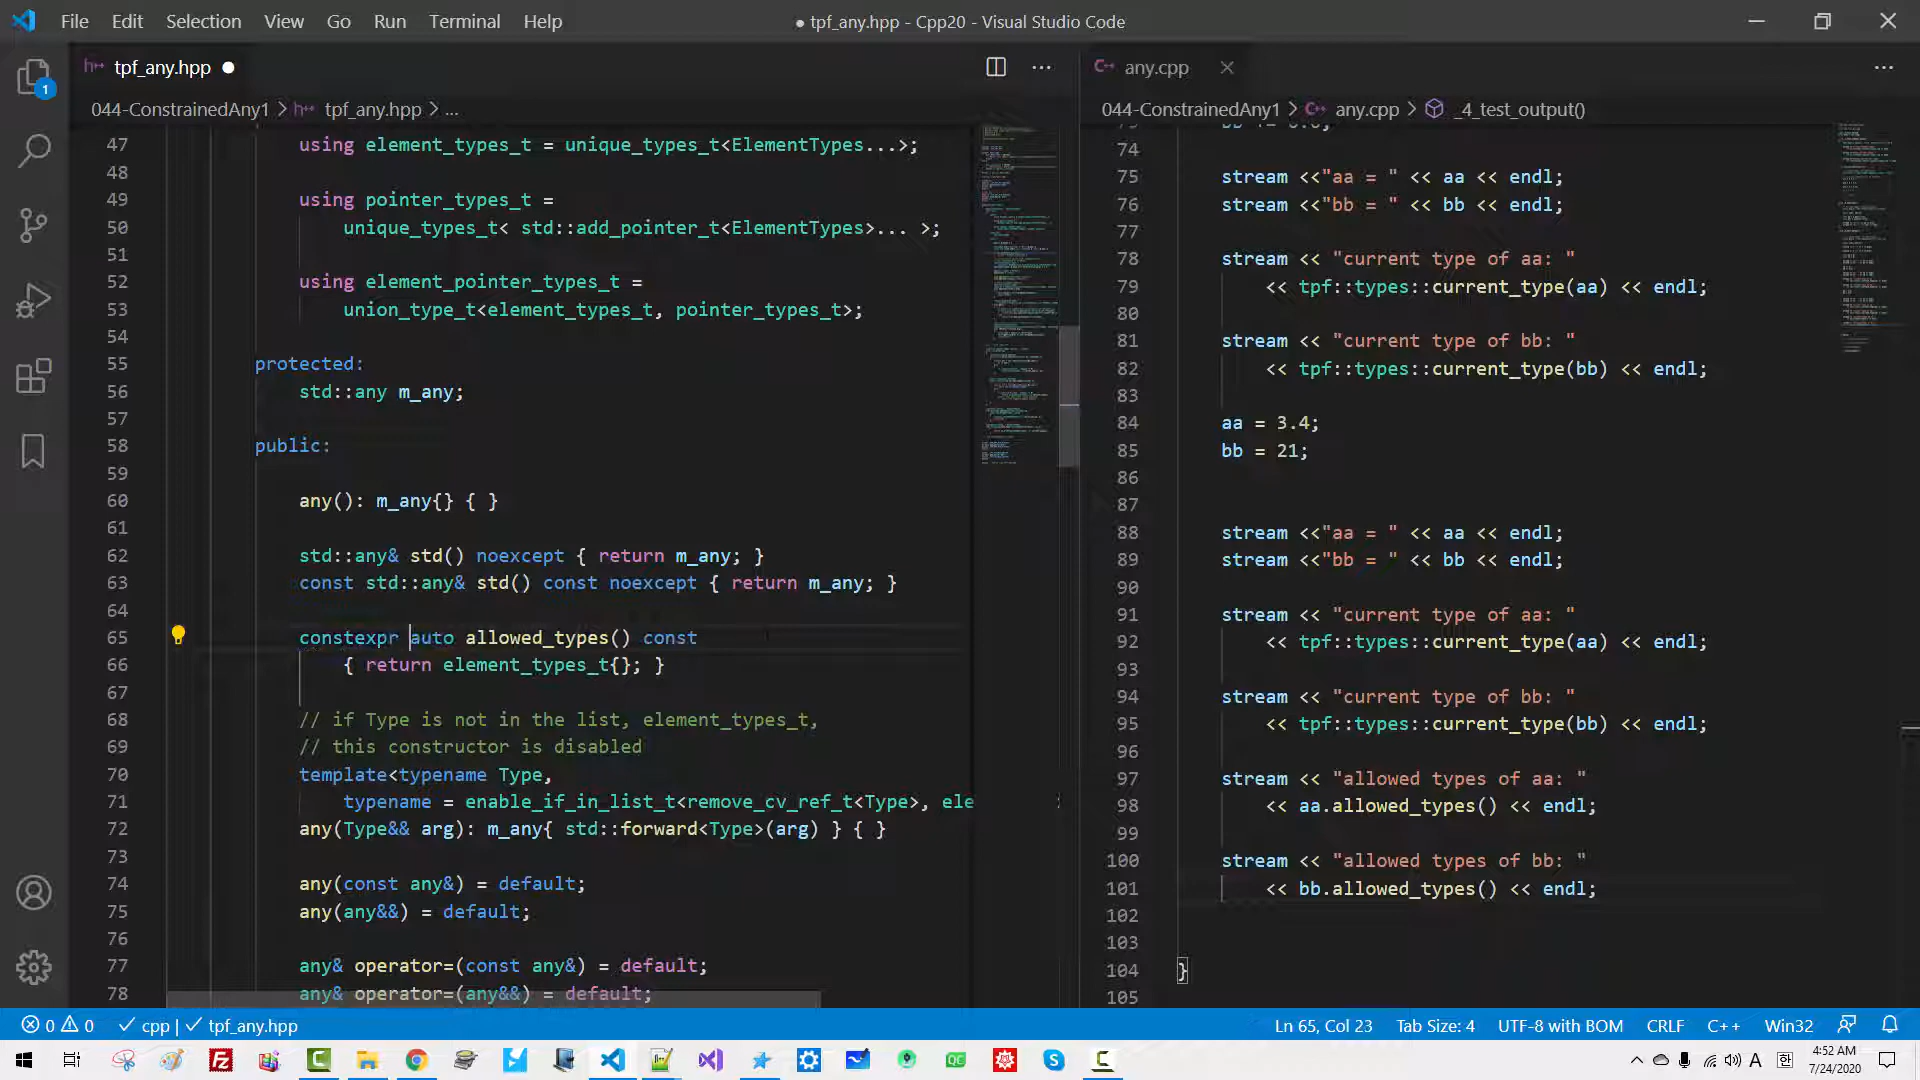 File Edit Selection View Go Run Terminal Help
● tpf_any.hpp - Cpp20 - Visual Studio Code
1
h++ tpf_any.hpp ●
044-ConstrainedAny1 > h++ tpf_any.hpp > ...
47 using element_types_t = unique_types_t<ElementTypes...>;
48
49 using pointer_types_t =
50 unique_types_t< std::add_pointer_t<ElementTypes>... >;
51
52 using element_pointer_types_t =
53 union_type_t<element_types_t, pointer_types_t>;
54
55 protected:
56 std::any m_any;
57
58 public:
59
60 any(): m_any{} { }
61
62 std::any& std() noexcept { return m_any; }
63 const std::any& std() const noexcept { return m_any; }
64
65 constexpr auto allowed_types() const
66 { return element_types_t{}; }
67
68 // if Type is not in the list, element_types_t,
69 // this constructor is disabled
70 template<typename Type,
71 typename = enable_if_in_list_t<remove_cv_ref_t<Type>, ele
72 any(Type&& arg): m_any{ std::forward<Type>(arg) } { }
73
74 any(const any&) = default;
75 any(any&&) = default;
76
77 any& operator=(const any&) = default;
78 any& operator=(any&&) = default;
C++ any.cpp ×
044-ConstrainedAny1 > C++ any.cpp > _4_test_output()
74
75 stream <<"aa = " << aa << endl;
76 stream <<"bb = " << bb << endl;
77
78 stream << "current type of aa: "
79 << tpf::types::current_type(aa) << endl;
80
81 stream << "current type of bb: "
82 << tpf::types::current_type(bb) << endl;
83
84 aa = 3.4;
85 bb = 21;
86
87
88 stream <<"aa = " << aa << endl;
89 stream <<"bb = " << bb << endl;
90
91 stream << "current type of aa: "
92 << tpf::types::current_type(aa) << endl;
93
94 stream << "current type of bb: "
95 << tpf::types::current_type(bb) << endl;
96
97 stream << "allowed types of aa: "
98 << aa.allowed_types() << endl;
99
100 stream << "allowed types of bb: "
101 << bb.allowed_types() << endl;
102
103
104 }
105
0 0 cpp | tpf_any.hpp
Ln 65, Col 23 Tab Size: 4 UTF-8 with BOM CRLF C++ Win32
A 한 4:52 AM
7/24/2020